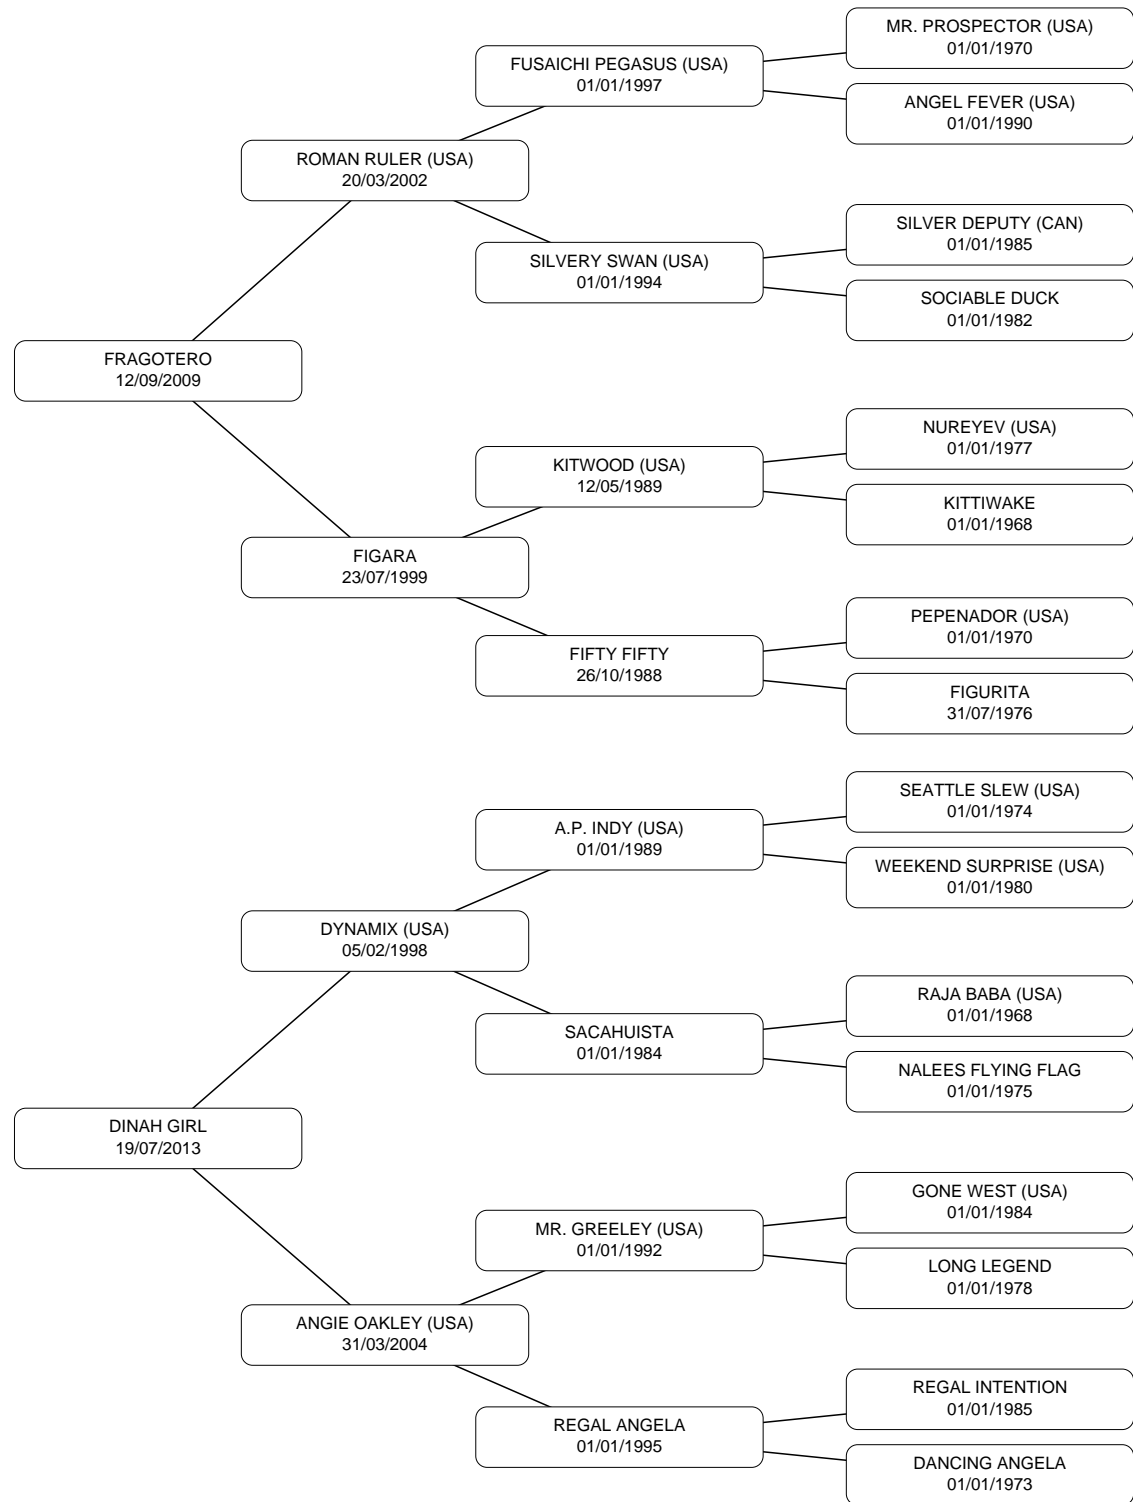 MR. PROSPECTOR (USA)
01/01/1970
FUSAICHI PEGASUS (USA)
01/01/1997
ANGEL FEVER (USA)
01/01/1990
ROMAN RULER (USA)
20/03/2002
SILVER DEPUTY (CAN)
01/01/1985
SILVERY SWAN (USA)
01/01/1994
SOCIABLE DUCK
01/01/1982
FRAGOTERO
12/09/2009
NUREYEV (USA)
01/01/1977
KITWOOD (USA)
12/05/1989
KITTIWAKE
01/01/1968
FIGARA
23/07/1999
PEPENADOR (USA)
01/01/1970
FIFTY FIFTY
26/10/1988
FIGURITA
31/07/1976
SEATTLE SLEW (USA)
01/01/1974
A.P. INDY (USA)
01/01/1989
WEEKEND SURPRISE (USA)
01/01/1980
DYNAMIX (USA)
05/02/1998
RAJA BABA (USA)
01/01/1968
SACAHUISTA
01/01/1984
NALEES FLYING FLAG
01/01/1975
DINAH GIRL
19/07/2013
GONE WEST (USA)
01/01/1984
MR. GREELEY (USA)
01/01/1992
LONG LEGEND
01/01/1978
ANGIE OAKLEY (USA)
31/03/2004
REGAL INTENTION
01/01/1985
REGAL ANGELA
01/01/1995
DANCING ANGELA
01/01/1973